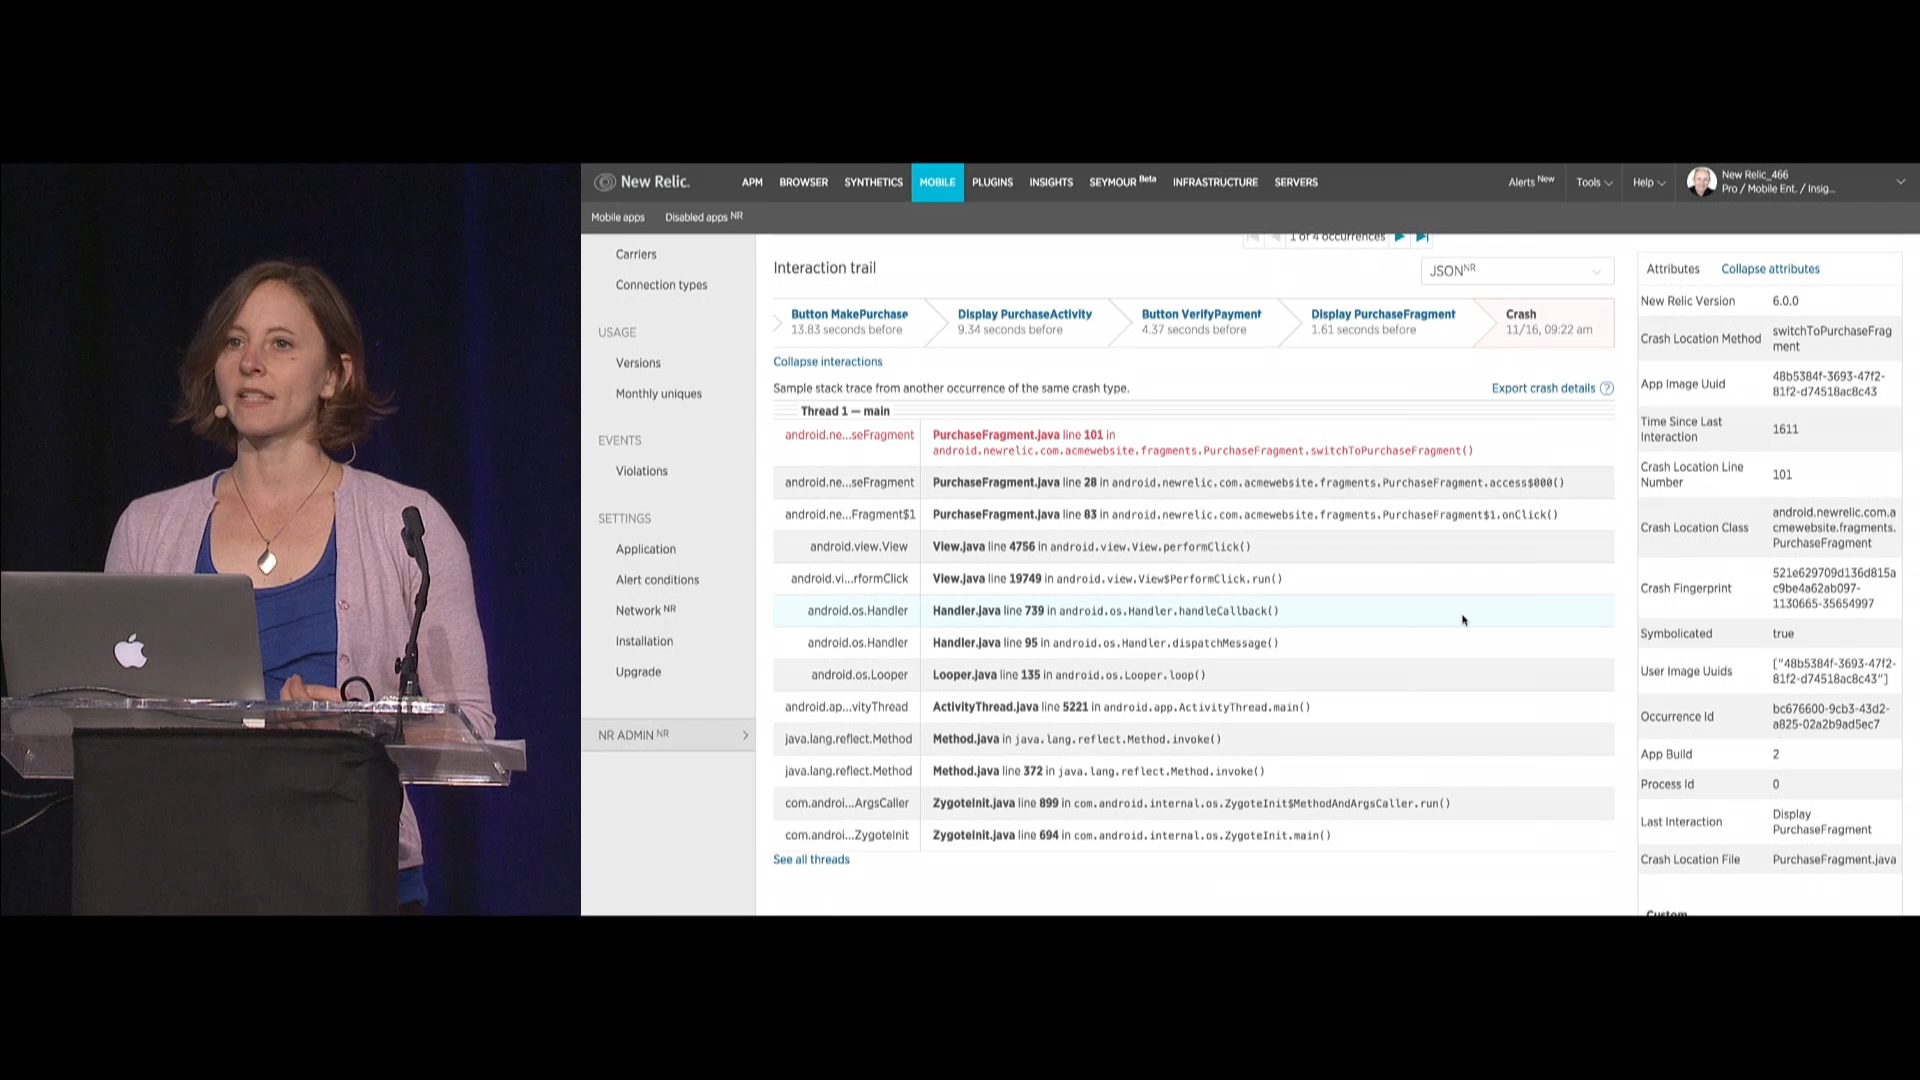 New Relic.
APM BROWSER SYNTHETICS MOBILE PLUGINS INSIGHTS SEYMOUR Beta INFRASTRUCTURE SERVERS
Alerts New Tools Help
New Relic_466
Pro / Mobile Ent. / Insig...
Mobile apps Disabled apps NR
Carriers
Connection types
USAGE
Versions
Monthly uniques
EVENTS
Violations
SETTINGS
Application
Alert conditions
Network NR
Installation
Upgrade
NR ADMIN NR
1 of 4 occurrences
Interaction trail
JSON NR
Button MakePurchase
13.83 seconds before
Display PurchaseActivity
9.34 seconds before
Button VerifyPayment
4.37 seconds before
Display PurchaseFragment
1.61 seconds before
Crash
11/16, 09:22 am
Collapse interactions
Sample stack trace from another occurrence of the same crash type.
Export crash details ?
Thread 1 — main
android.ne...seFragment PurchaseFragment.java line 101 in
android.newrelic.com.acmewebsite.fragments.PurchaseFragment.switchToPurchaseFragment()
android.ne...seFragment PurchaseFragment.java line 28 in android.newrelic.com.acmewebsite.fragments.PurchaseFragment.access$000()
android.ne...Fragment$1 PurchaseFragment.java line 83 in android.newrelic.com.acmewebsite.fragments.PurchaseFragment$1.onClick()
android.view.View View.java line 4756 in android.view.View.performClick()
android.vi...rformClick View.java line 19749 in android.view.View$PerformClick.run()
android.os.Handler Handler.java line 739 in android.os.Handler.handleCallback()
android.os.Handler Handler.java line 95 in android.os.Handler.dispatchMessage()
android.os.Looper Looper.java line 135 in android.os.Looper.loop()
android.ap...vityThread ActivityThread.java line 5221 in android.app.ActivityThread.main()
java.lang.reflect.Method Method.java in java.lang.reflect.Method.invoke()
java.lang.reflect.Method Method.java line 372 in java.lang.reflect.Method.invoke()
com.androi...ArgsCaller ZygoteInit.java line 899 in com.android.internal.os.ZygoteInit$MethodAndArgsCaller.run()
com.androi...ZygoteInit ZygoteInit.java line 694 in com.android.internal.os.ZygoteInit.main()
See all threads
Attributes Collapse attributes
New Relic Version 6.0.0
Crash Location Method switchToPurchaseFrag
ment
App Image Uuid 48b5384f-3693-47f2-
81f2-d74518ac8c43
Time Since Last
Interaction 1611
Crash Location Line
Number 101
Crash Location Class android.newrelic.com.a
cmewebsite.fragments.
PurchaseFragment
Crash Fingerprint 521e629709d136d815a
c9be4a62ab097-
1130665-35654997
Symbolicated true
User Image Uuids ["48b5384f-3693-47f2-
81f2-d74518ac8c43"]
Occurrence Id bc676600-9cb3-43d2-
a825-02a2b9ad5ec7
App Build 2
Process Id 0
Last Interaction Display
PurchaseFragment
Crash Location File PurchaseFragment.java
Custom